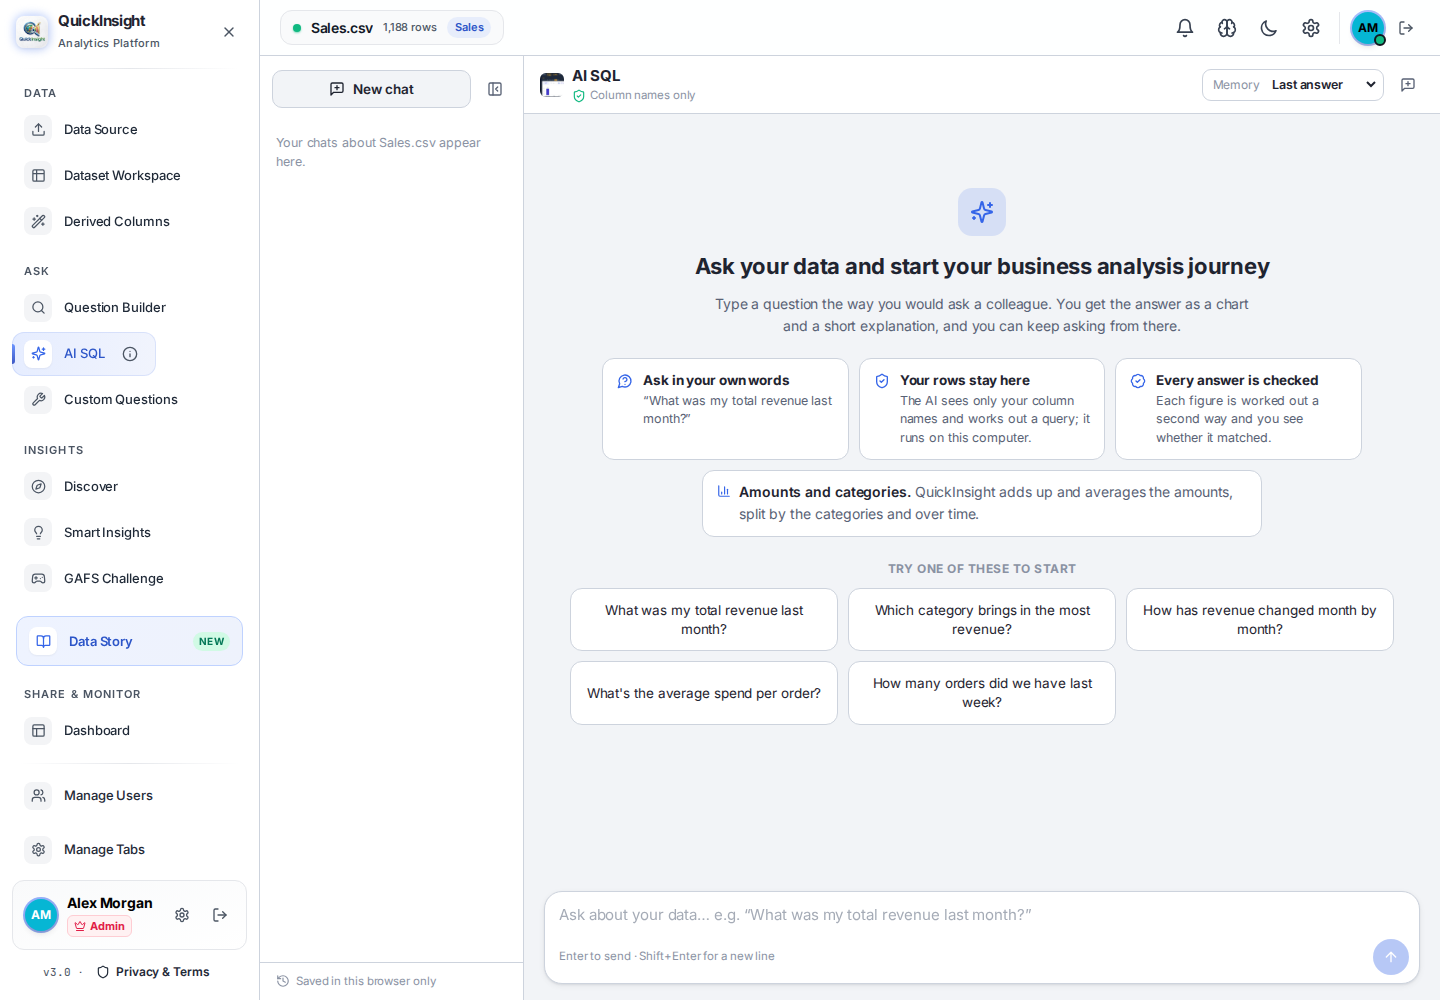 QuickInsight
Analytics Platform
DATA
Data Source
Dataset Workspace
Derived Columns
ASK
Question Builder
AI SQL
Custom Questions
INSIGHTS
Discover
Smart Insights
GAFS Challenge
Data Story NEW
SHARE & MONITOR
Dashboard
Manage Users
Manage Tabs
AM Alex Morgan
Admin
v3.0 · Privacy & Terms
Sales.csv 1,188 rows Sales
AM
New chat
Your chats about Sales.csv appear
here.
Saved in this browser only
AI SQL
Column names only
Memory Last answer
Ask your data and start your business analysis journey
Type a question the way you would ask a colleague. You get the answer as a chart
and a short explanation, and you can keep asking from there.
Ask in your own words
“What was my total revenue last
month?”
Your rows stay here
The AI sees only your column
names and works out a query; it
runs on this computer.
Every answer is checked
Each figure is worked out a
second way and you see
whether it matched.
Amounts and categories. QuickInsight adds up and averages the amounts,
split by the categories and over time.
TRY ONE OF THESE TO START
What was my total revenue last
month?
Which category brings in the most
revenue?
How has revenue changed month by
month?
What's the average spend per order?
How many orders did we have last
week?
Ask about your data... e.g. “What was my total revenue last month?”
Enter to send · Shift+Enter for a new line